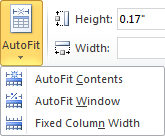 AutoFit
Height: 0.17"
Width:
AutoFit Contents
AutoFit Window
Fixed Column Width